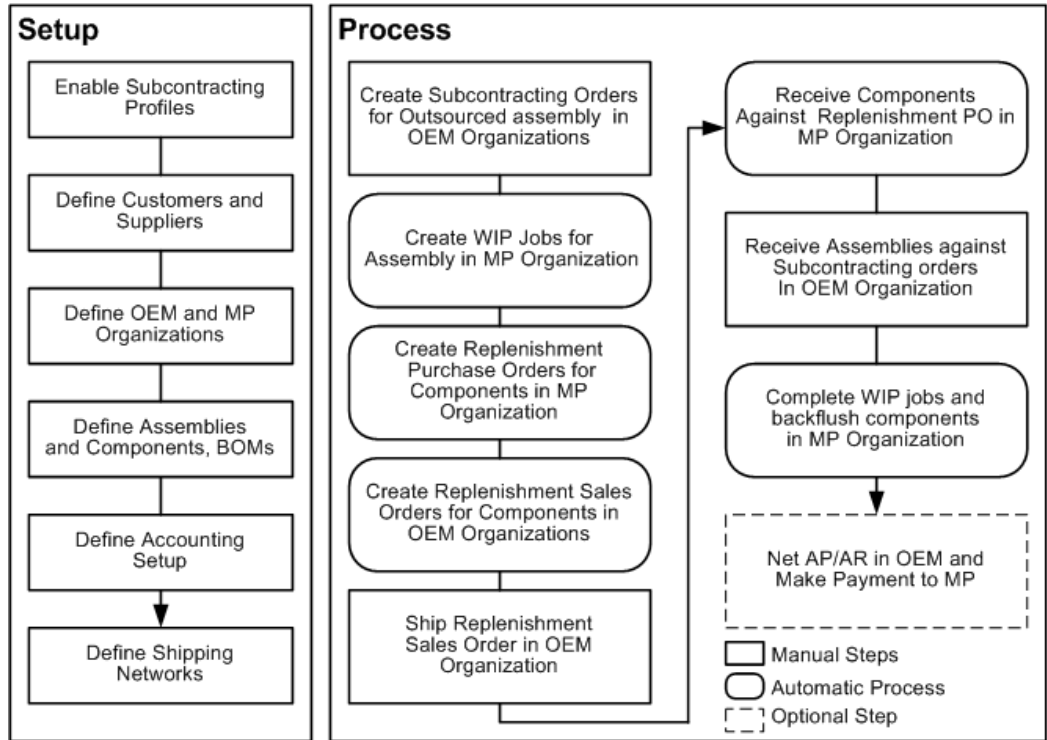 Setup
Enable Subcontracting
Profiles
Define Customers and
Suppliers
Define OEM and MP
Organizations
Define Assemblies
and Components, BOMs
Define Accounting
Setup
Define Shipping
Networks
Process
Create Subcontracting Orders
for Outsourced assembly in
OEM Organizations
Create WIP Jobs for
Assembly in MP Organization
Create Replenishment
Purchase Orders for
Components in MP
Organization
Create Replenishment Sales
Orders for Components in
OEM Organizations
Ship Replenishment
Sales Order in OEM
Organization
Receive Components
Against Replenishment PO in
MP Organization
Receive Assemblies against
Subcontracting orders
In OEM Organization
Complete WIP jobs and
backflush components
in MP Organization
Net AP/AR in OEM and
Make Payment to MP
Manual Steps
Automatic Process
Optional Step